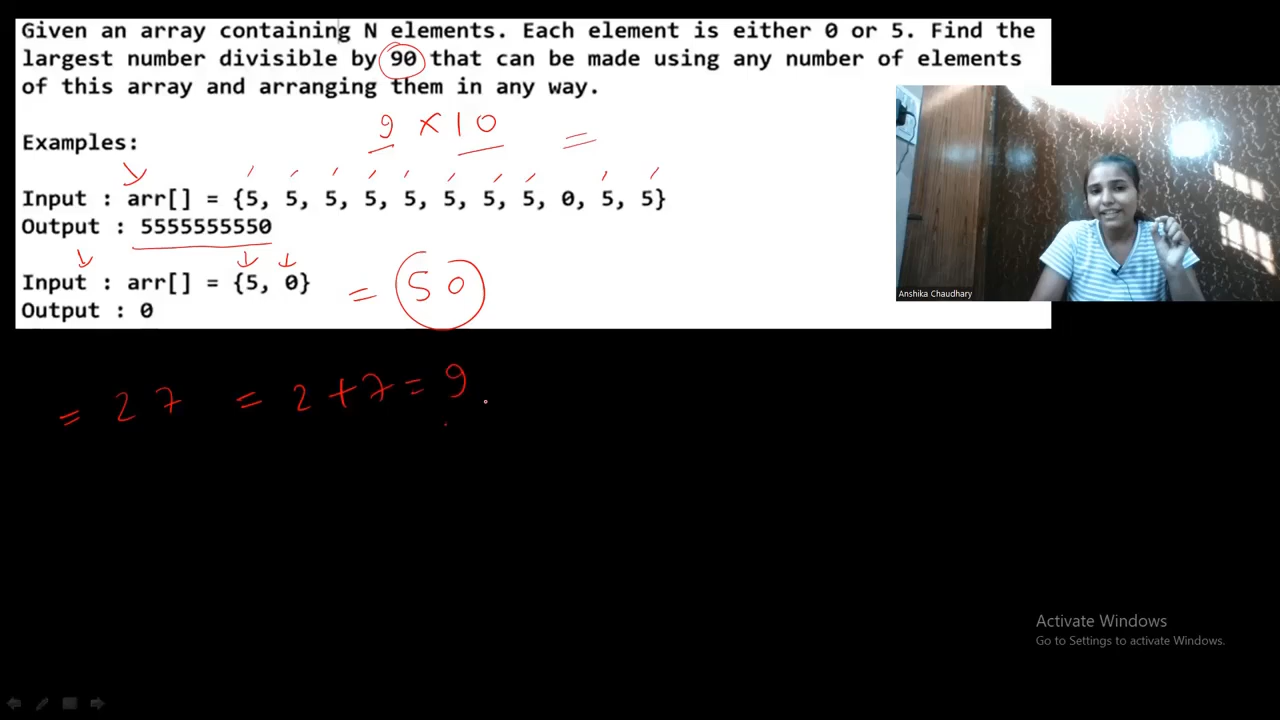 Given an array containing N elements. Each element is either 0 or 5. Find the
largest number divisible by 90 that can be made using any number of elements
of this array and arranging them in any way.
9 × 10 =
Examples:
Input : arr[] = {5, 5, 5, 5, 5, 5, 5, 5, 0, 5, 5}
Output : 5555555550
Input : arr[] = {5, 0}
= 50
Output : 0
= 27 = 2+7=9
Anshika Chaudhary
Activate Windows
Go to Settings to activate Windows.